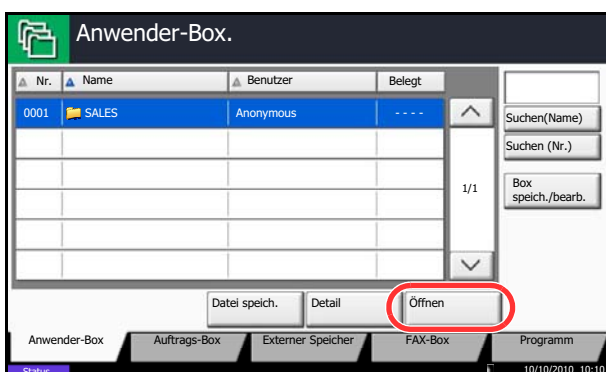 Anwender-Box.
Nr. Name Benutzer Belegt
0001 SALES Anonymous - - - -
Suchen(Name)
Suchen (Nr.)
1/1
Box
speich./bearb.
Datei speich. Detail Öffnen
Anwender-Box Auftrags-Box Externer Speicher FAX-Box Programm
Status 10/10/2010 10:10